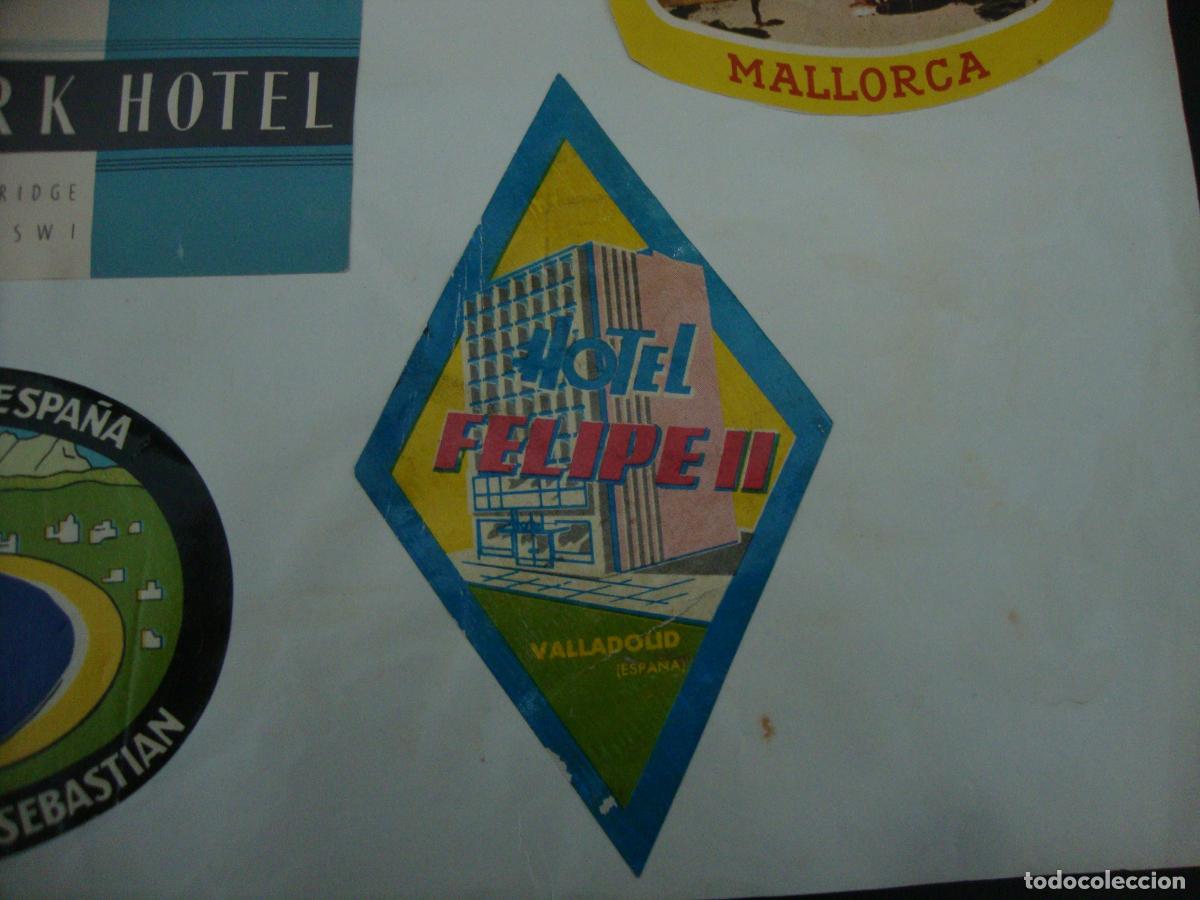 RK HOTEL
RIDGE
SW1
MALLORCA
HOTEL
FELIPE II
VALLADOLID
(ESPAÑA)
ESPAÑA
SEBASTIAN
todocoleccion